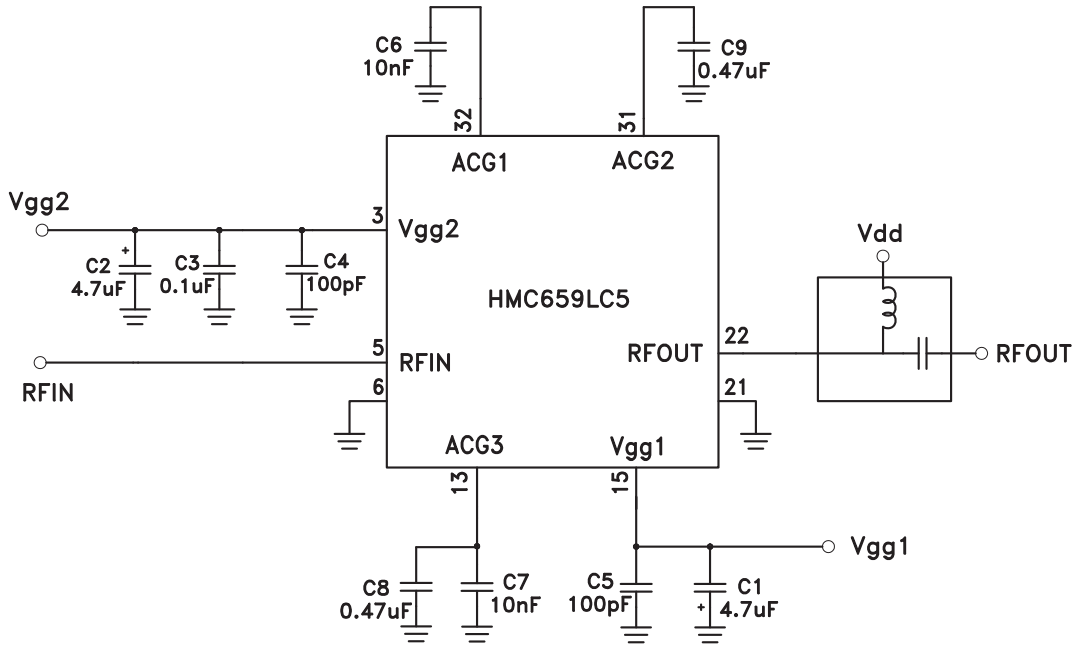 C6
10nF
C9
0.47uF
32
31
ACG1
ACG2
Vgg2
3
Vgg2
+
C2
4.7uF
C3
0.1uF
C4
100pF
HMC659LC5
Vdd
5
RFIN
RFIN
6
RFOUT
22
RFOUT
21
ACG3
Vgg1
13
15
Vgg1
C8
0.47uF
C7
10nF
C5
100pF
C1
+
4.7uF